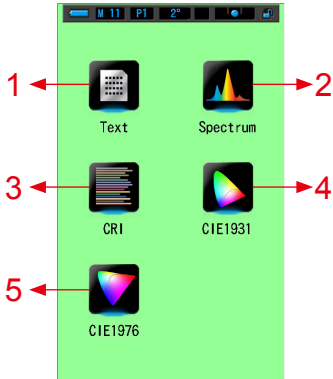 M 11 P1 2°
1 2
Text Spectrum
3 4
CRI CIE1931
5
CIE1976